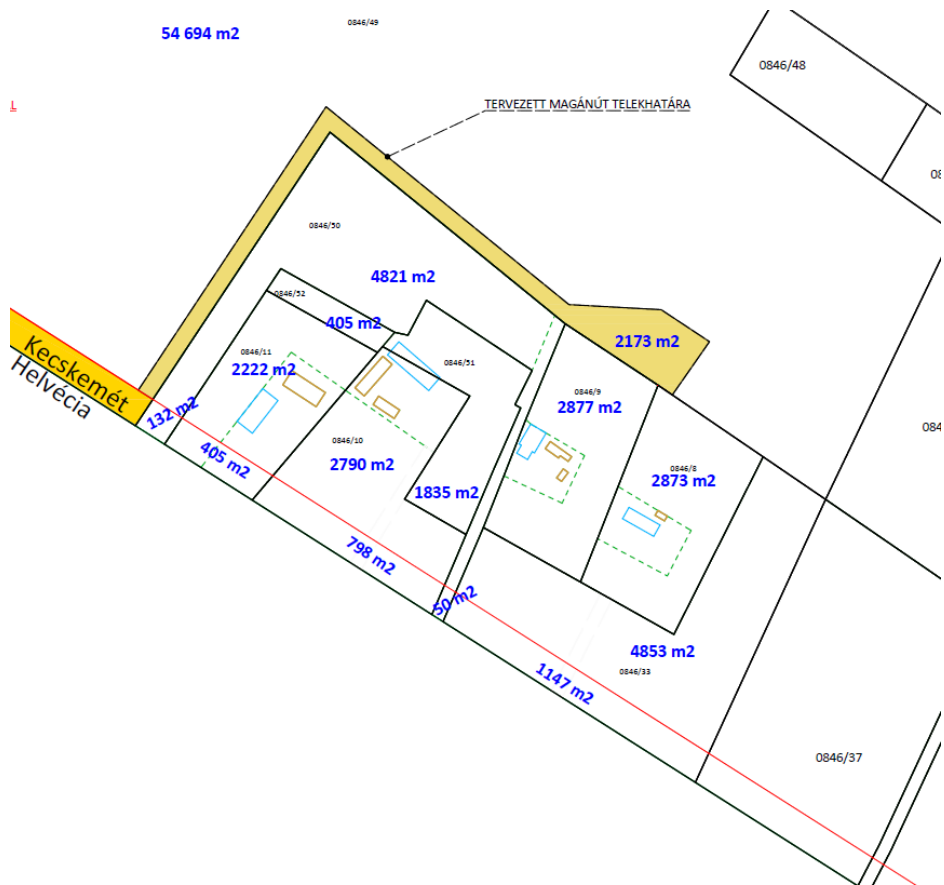 54 694 m2
0846/49
0846/48
TERVEZETT MAGÁNÚT TELEKHATÁRA
0846/50
4821 m2
0846/52
405 m2
2173 m2
0846/11
2222 m2
0846/51
0846/9
2877 m2
Kecskemét
Helvécia
132 m2
405 m2
0846/10
2790 m2
1835 m2
0846/8
2873 m2
798 m2
50 m2
4853 m2
0846/33
1147 m2
0846/37